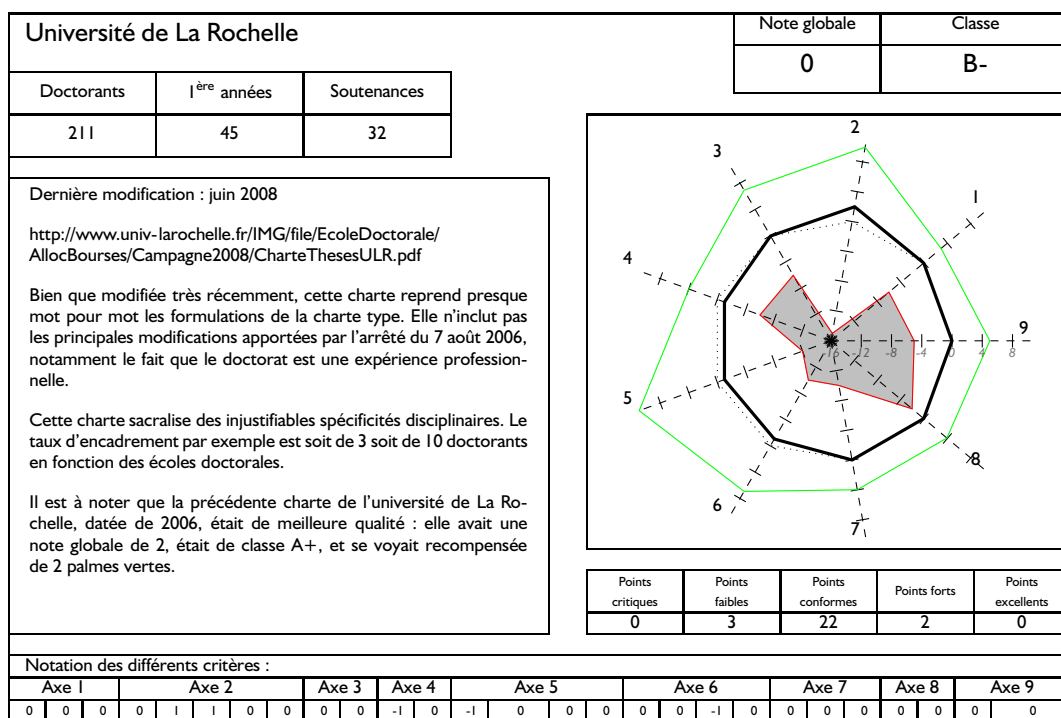 Université de La Rochelle
Note globale Classe
0 B-
Doctorants 1ère années Soutenances
211 45 32
Dernière modification : juin 2008
http://www.univ-larochelle.fr/IMG/file/EcoleDoctorale/
AllocBourses/Campagne2008/CharteThesesULR.pdf
Bien que modifiée très récemment, cette charte reprend presque
mot pour mot les formulations de la charte type. Elle n'inclut pas
les principales modifications apportées par l'arrêté du 7 août 2006,
notamment le fait que le doctorat est une expérience profession-
nelle.
Cette charte sacralise des injustifiables spécificités disciplinaires. Le
taux d'encadrement par exemple est soit de 3 soit de 10 doctorants
en fonction des écoles doctorales.
Il est à noter que la précédente charte de l'université de La Ro-
chelle, datée de 2006, était de meilleure qualité : elle avait une
note globale de 2, était de classe A+, et se voyait recompensée
de 2 palmes vertes.
2
3
1
4
9
-16 -12 -8 -4 0 4 8
5
8
6
7
Points critiques Points faibles Points conformes Points forts Points excellents
0 3 22 2 0
Notation des différents critères :
Axe 1 Axe 2 Axe 3 Axe 4 Axe 5 Axe 6 Axe 7 Axe 8 Axe 9
0 0 0 0 1 1 0 0 0 0 -1 0 -1 0 0 0 0 0 -1 0 0 0 0 0 0 0 0